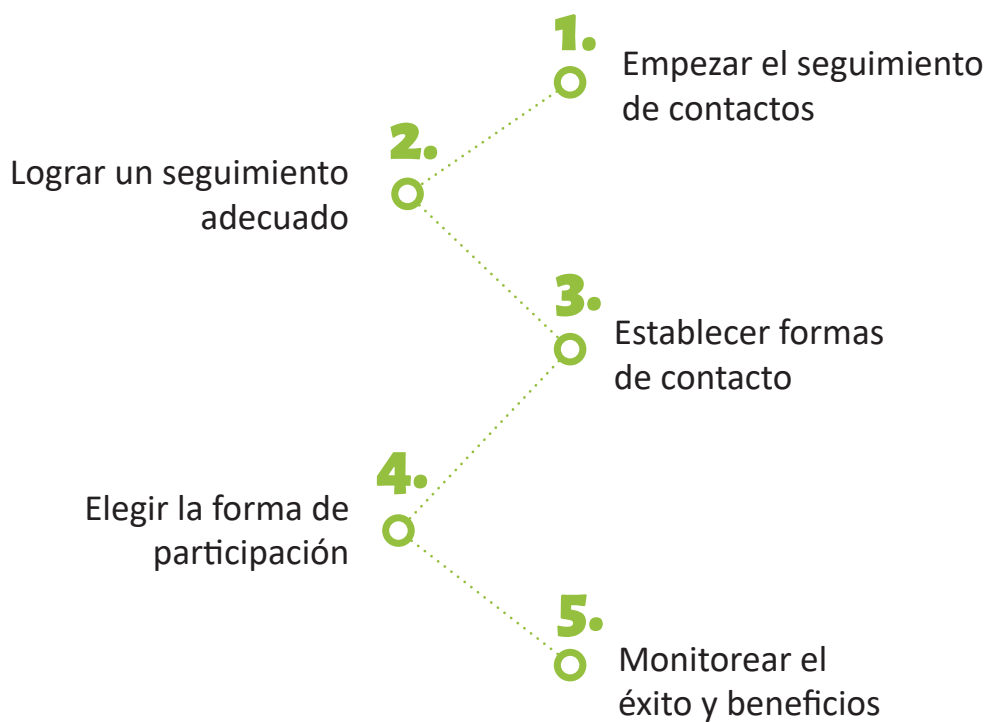 1.
Empezar el seguimiento
de contactos
2.
Lograr un seguimiento
adecuado
3.
Establecer formas
de contacto
4.
Elegir la forma de
participación
5.
Monitorear el
éxito y beneficios